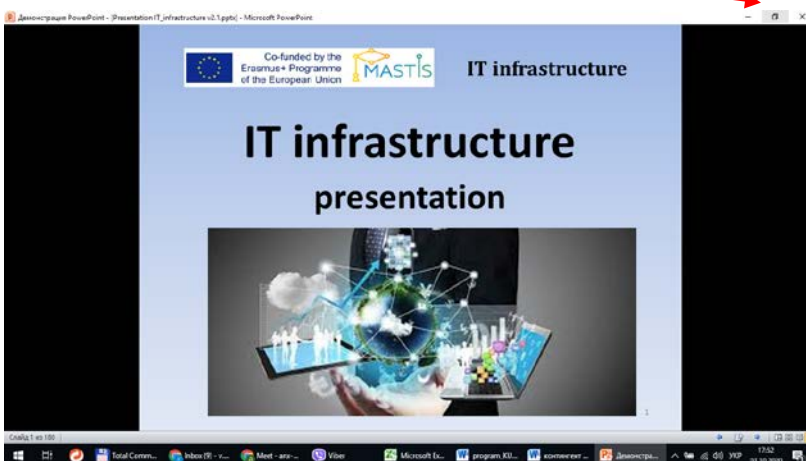 Демонстрация PowerPoint - [Presentation IT_infrastructure v2.1.pptx] - Microsoft PowerPoint
Co-funded by the
Erasmus+ Programme
of the European Union
MASTIS
IT infrastructure
IT infrastructure
presentation
1
Слайд 1 из 100
Total Comm...
Inbox (9) - v...
Meet - ara-...
Viber
Microsoft Ex...
program_KU...
контингент ...
Демонстра...
УКР
17:52